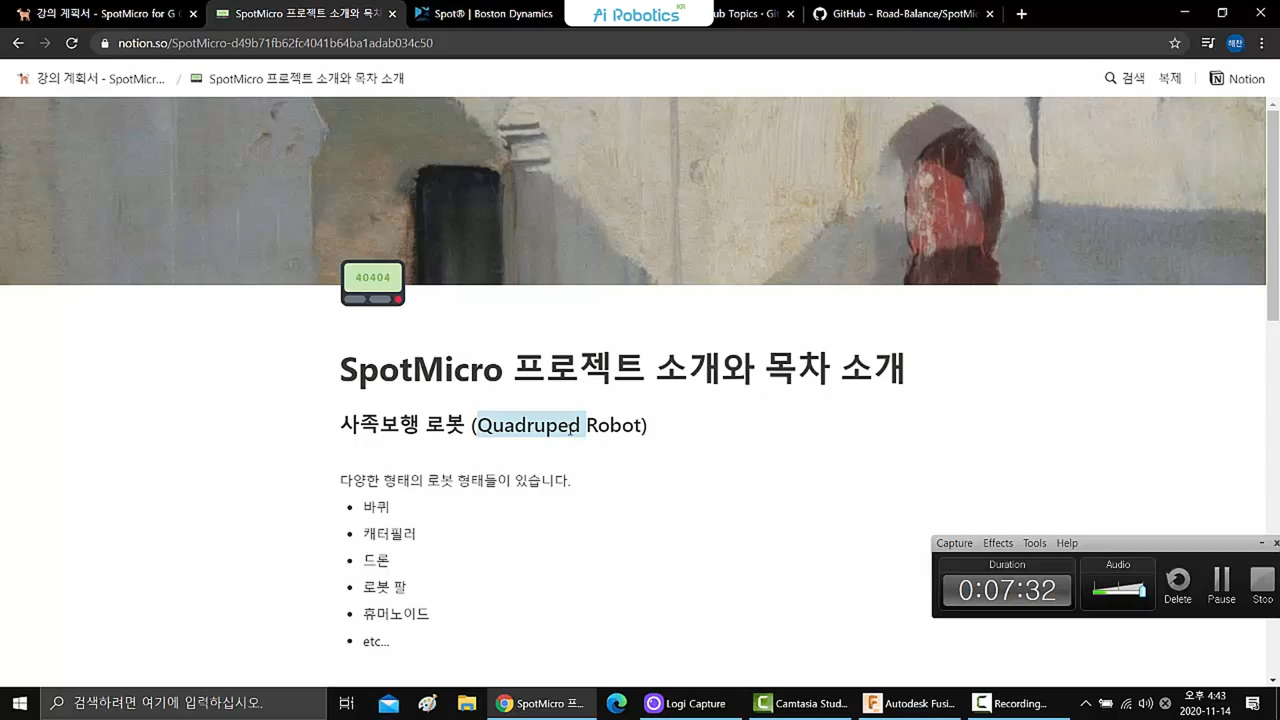 강의 계획서 - SpotMicro for G
SpotMicro 프로젝트 소개와 목차
Spot® | Boston Dynamics
Ai Robotics KR
ub Topics · Git
GitHub - Road-Balance/SpotMic
notion.so/SpotMicro-d49b71fb62fc4041b64ba1adab034c50
해찬
강의 계획서 - SpotMicr... / SpotMicro 프로젝트 소개와 목차 소개
검색 복제 Notion
40404
SpotMicro 프로젝트 소개와 목차 소개
사족보행 로봇 (Quadruped Robot)
다양한 형태의 로봇 형태들이 있습니다.
• 바퀴
• 캐터필러
• 드론
• 로봇 팔
• 휴머노이드
• etc...
Capture Effects Tools Help
Duration Audio
0:07:32
Delete Pause Stop
검색하려면 여기에 입력하십시오.
SpotMicro 프...
Logi Capture
Camtasia Stud...
Autodesk Fusi...
Recording...
오후 4:43
2020-11-14